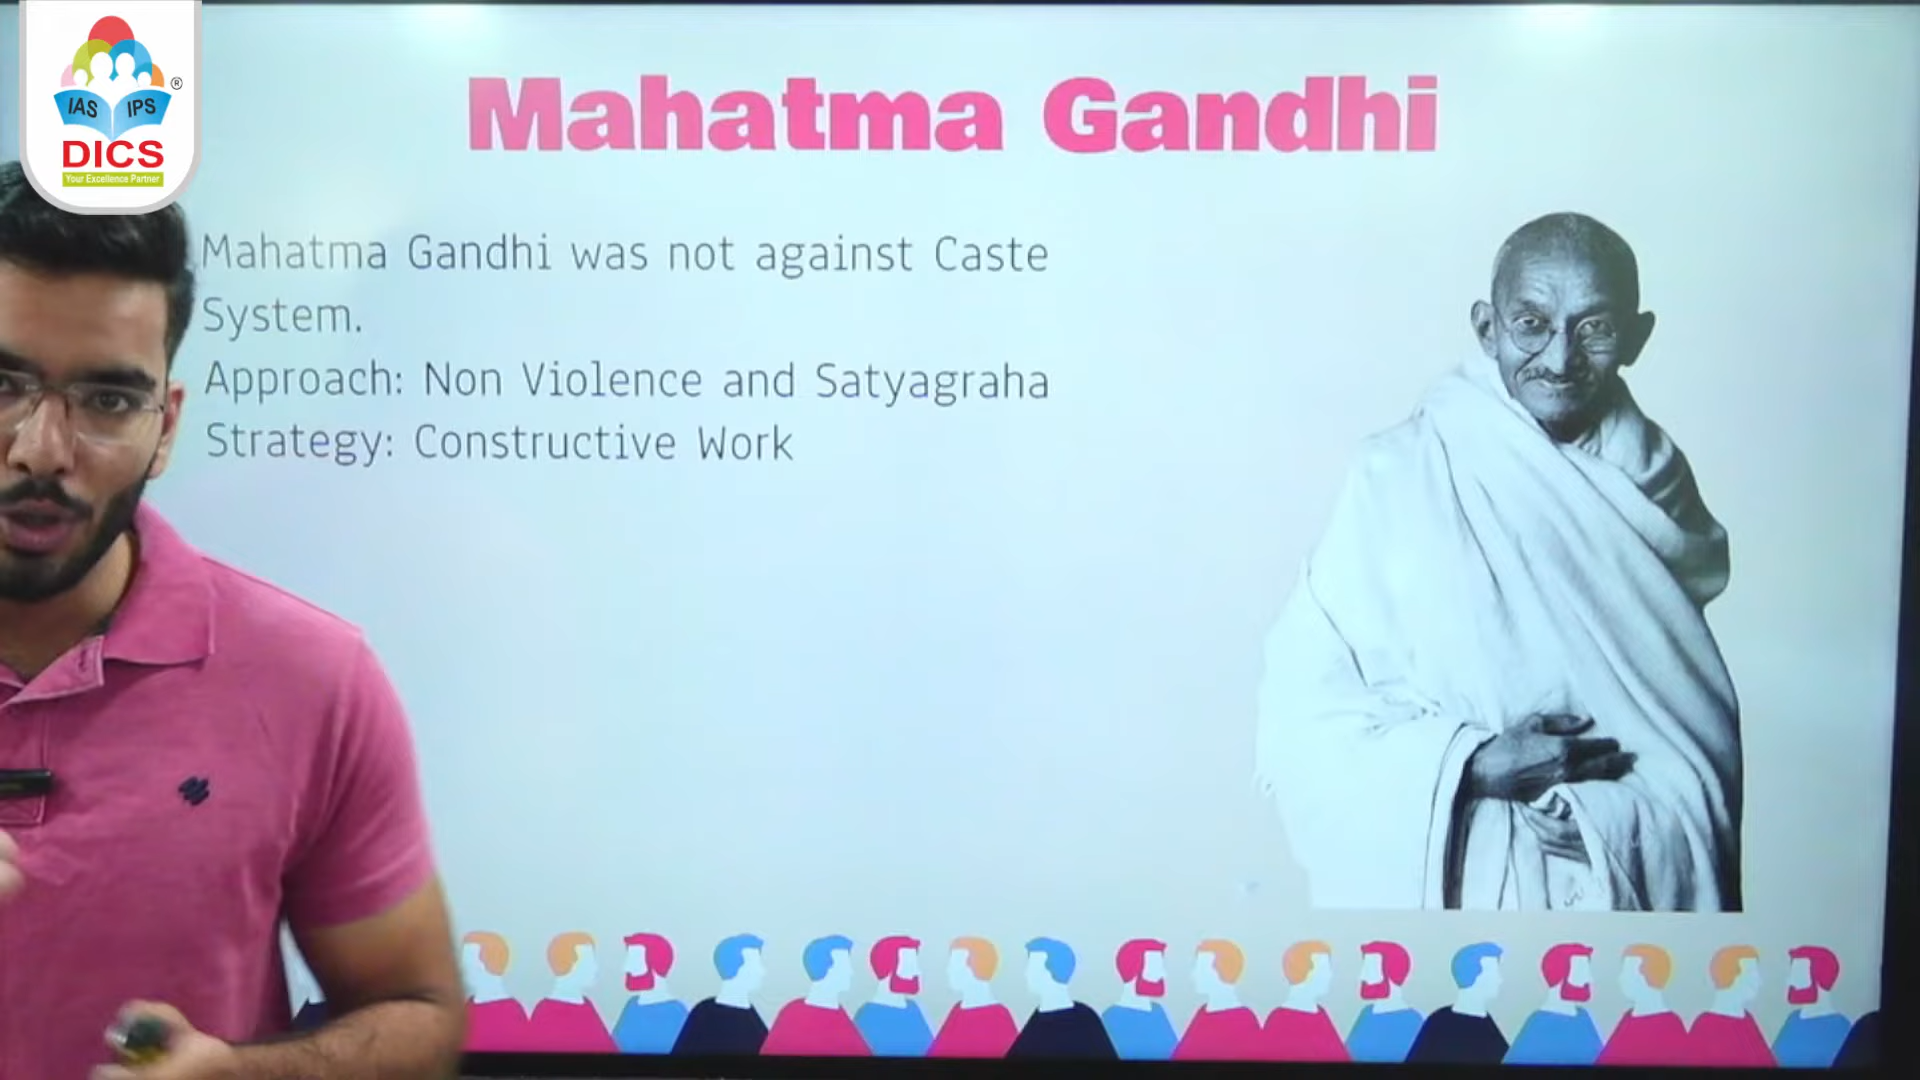 IAS IPS
®
DICS
Your Excellence Partner
Mahatma Gandhi
Mahatma Gandhi was not against Caste
System.
Approach: Non Violence and Satyagraha
Strategy: Constructive Work